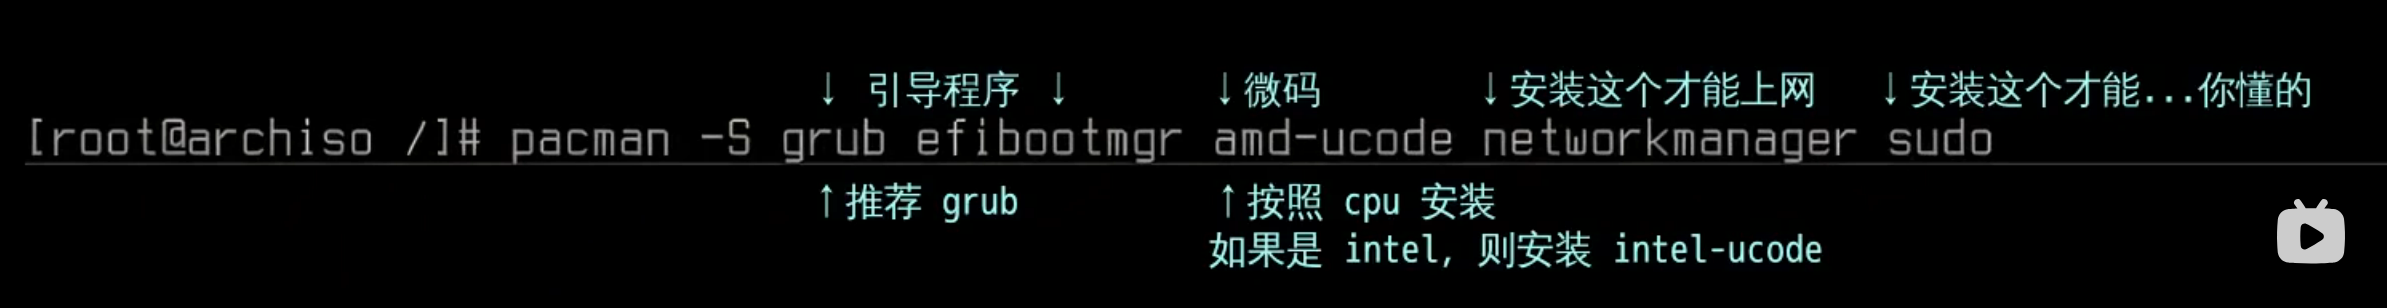 ↓ 引导程序 ↓ ↓微码 ↓安装这个才能上网 ↓安装这个才能...你懂的
[root@archiso /]# pacman -S grub efibootmgr amd-ucode networkmanager sudo
↑推荐 grub ↑按照 cpu 安装
如果是 intel, 则安装 intel-ucode